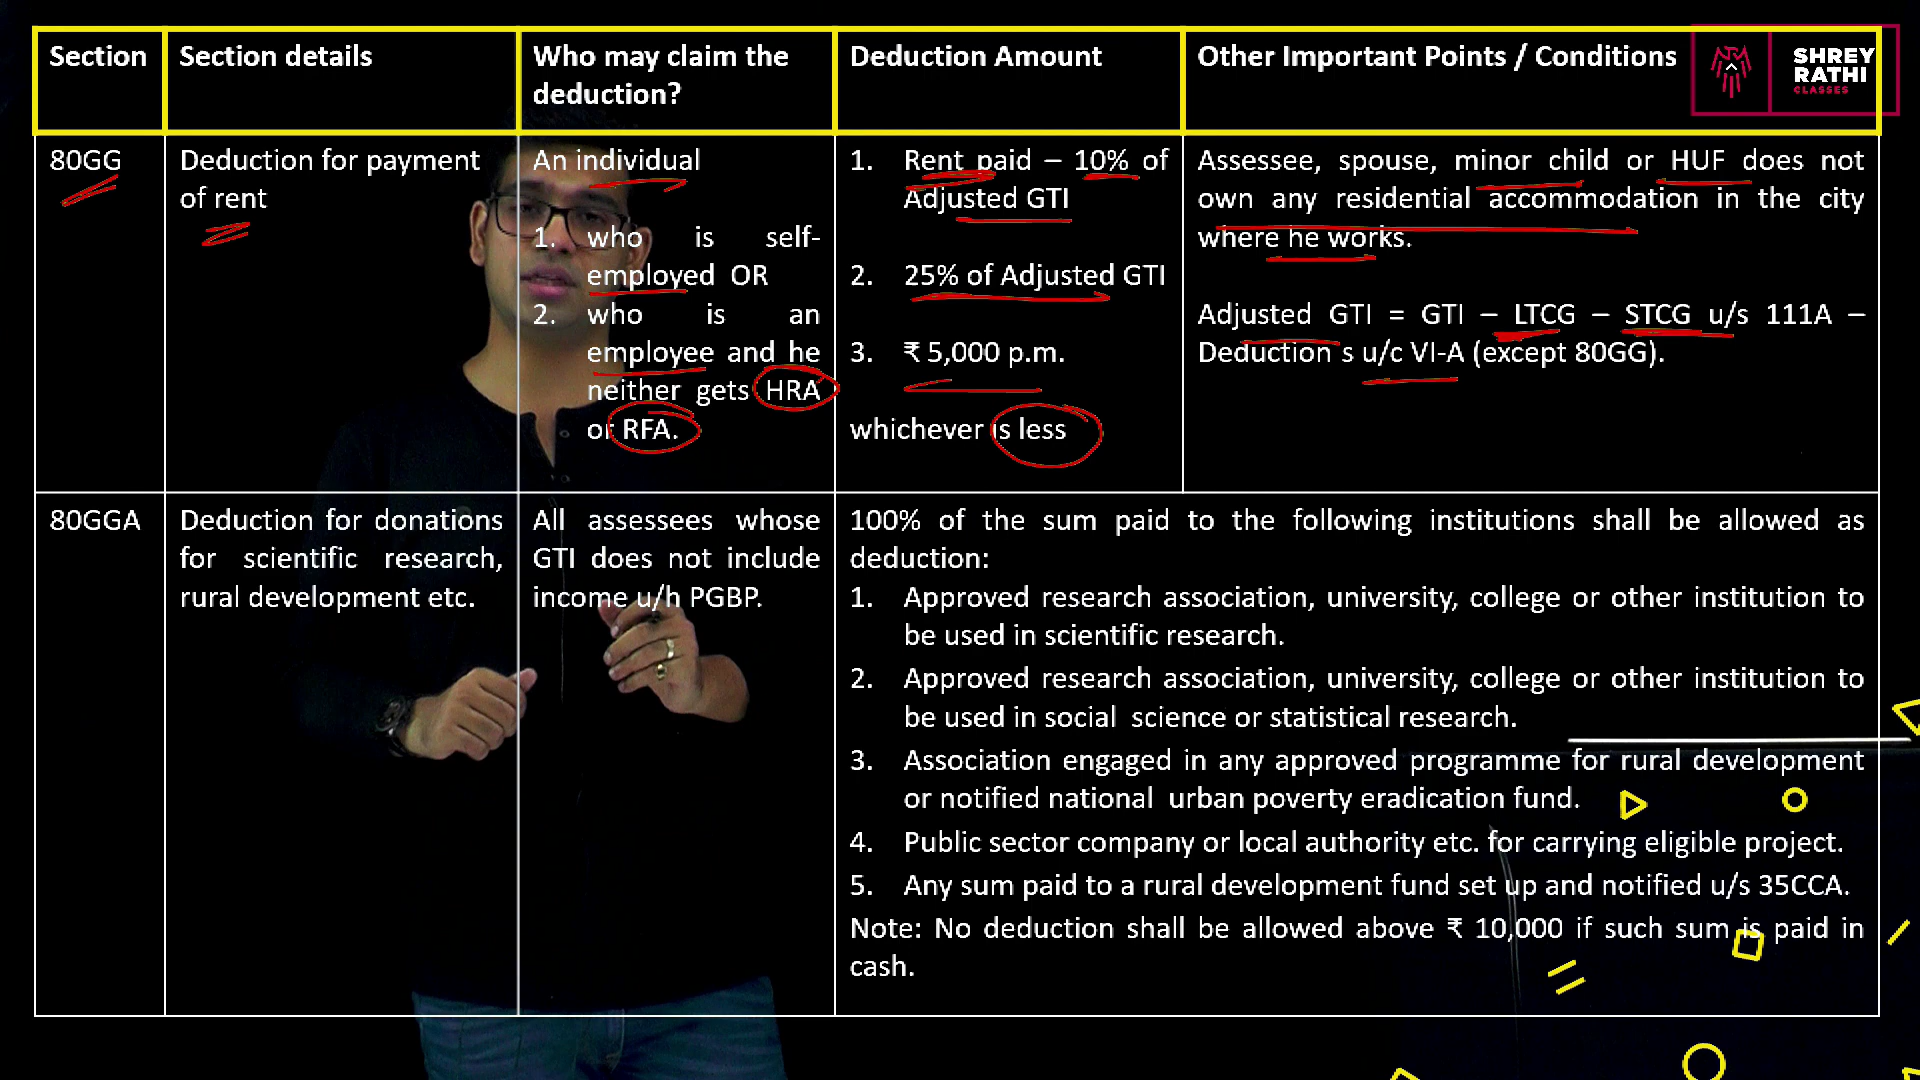 Section
Section details
Who may claim the
deduction?
Deduction Amount
Other Important Points / Conditions
SHREY
RATHI
CLASSES
80GG
Deduction for payment
of rent
An individual
1. who is self-
employed OR
2. who is an
employee and he
neither gets HRA
or RFA.
1. Rent paid – 10% of
Adjusted GTI
2. 25% of Adjusted GTI
3. ₹ 5,000 p.m.
whichever is less
Assessee, spouse, minor child or HUF does not
own any residential accommodation in the city
where he works.
Adjusted GTI = GTI – LTCG – STCG u/s 111A –
Deduction s u/c VI-A (except 80GG).
80GGA
Deduction for donations
for scientific research,
rural development etc.
All assessees whose
GTI does not include
income u/h PGBP.
100% of the sum paid to the following institutions shall be allowed as
deduction:
1. Approved research association, university, college or other institution to
be used in scientific research.
2. Approved research association, university, college or other institution to
be used in social science or statistical research.
3. Association engaged in any approved programme for rural development
or notified national urban poverty eradication fund.
4. Public sector company or local authority etc. for carrying eligible project.
5. Any sum paid to a rural development fund set up and notified u/s 35CCA.
Note: No deduction shall be allowed above ₹ 10,000 if such sum is paid in
cash.